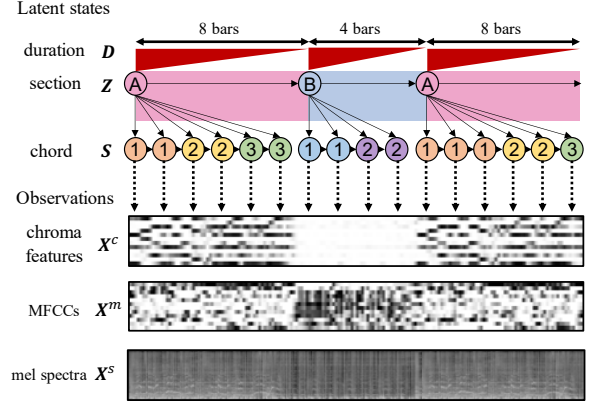 Latent states
8 bars 4 bars 8 bars
duration D
section Z A B A
chord S 1 1 2 2 3 3 1 1 2 2 1 1 1 2 2 3
Observations
chroma
features X^c
MFCCs X^m
mel spectra X^s